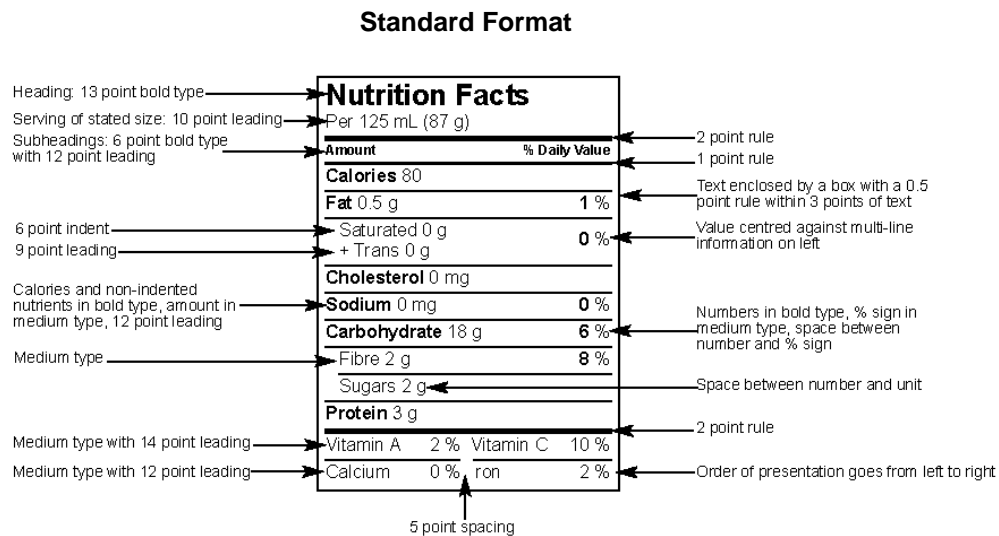 Standard Format
Heading: 13 point bold type
Nutrition Facts
Serving of stated size: 10 point leading
Per 125 mL (87 g)
2 point rule
Subheadings: 6 point bold type
with 12 point leading
Amount % Daily Value
1 point rule
Calories 80
Text enclosed by a box with a 0.5
point rule within 3 points of text
Fat 0.5 g 1 %
6 point indent
Saturated 0 g
9 point leading
+ Trans 0 g
0 %
Value centred against multi-line
information on left
Cholesterol 0 mg
Calories and non-indented
nutrients in bold type, amount in
medium type, 12 point leading
Sodium 0 mg 0 %
Carbohydrate 18 g 6 %
Numbers in bold type, % sign in
medium type, space between
number and % sign
Medium type
Fibre 2 g 8 %
Sugars 2 g
Space between number and unit
Protein 3 g
2 point rule
Medium type with 14 point leading
Vitamin A 2 % Vitamin C 10 %
Medium type with 12 point leading
Calcium 0 % ron 2 %
Order of presentation goes from left to right
5 point spacing